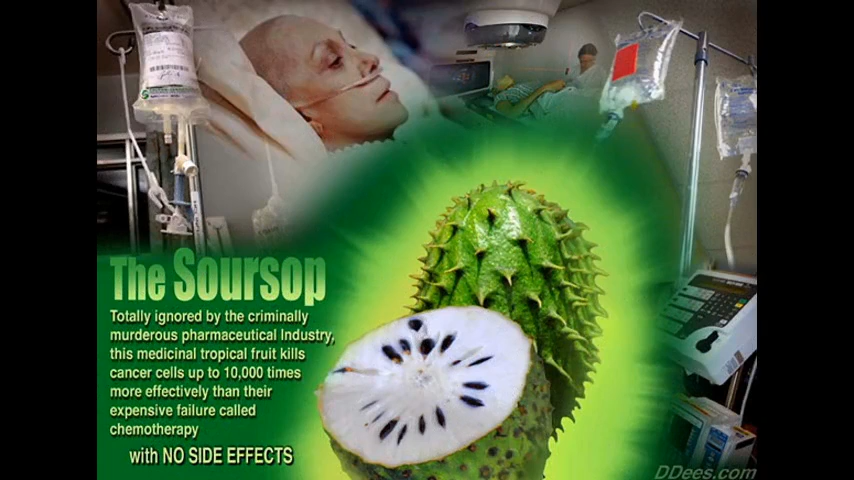 The Soursop
Totally ignored by the criminally
murderous pharmaceutical Industry,
this medicinal tropical fruit kills
cancer cells up to 10,000 times
more effectively than their
expensive failure called
chemotherapy
with NO SIDE EFFECTS
DDees.com